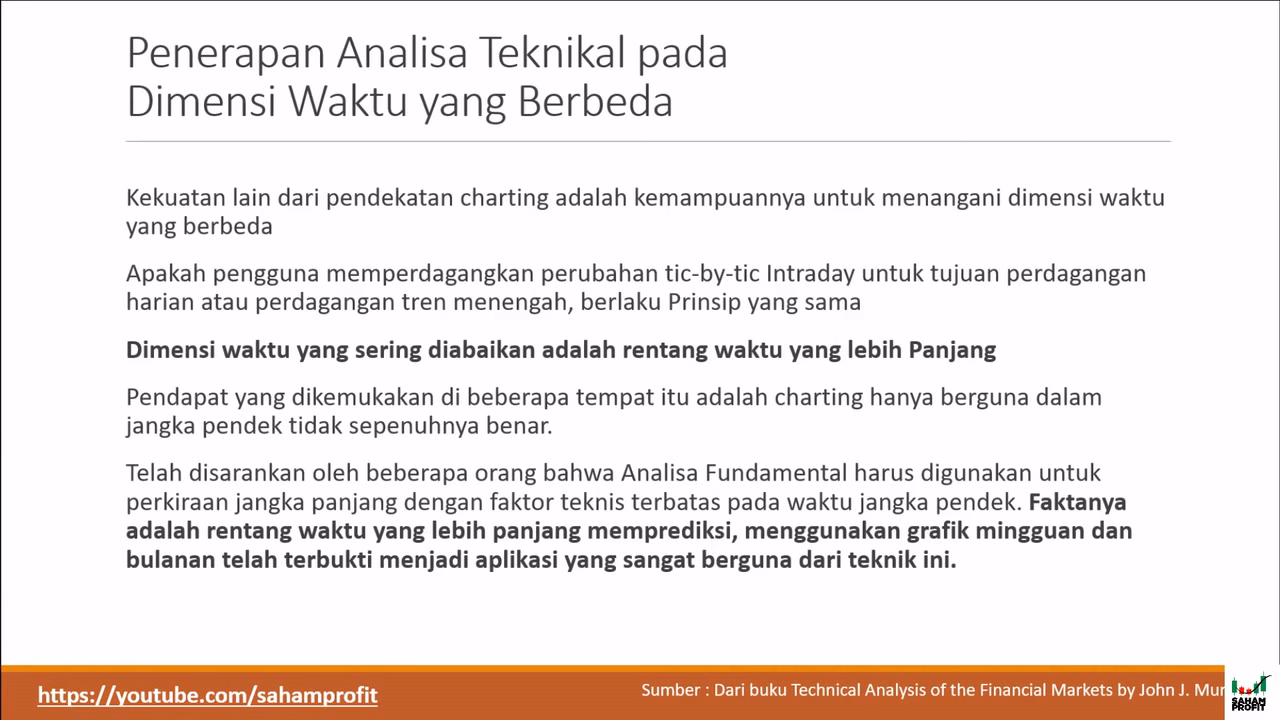 Penerapan Analisa Teknikal pada
Dimensi Waktu yang Berbeda
Kekuatan lain dari pendekatan charting adalah kemampuannya untuk menangani dimensi waktu
yang berbeda
Apakah pengguna memperdagangkan perubahan tic-by-tic Intraday untuk tujuan perdagangan
harian atau perdagangan tren menengah, berlaku Prinsip yang sama
Dimensi waktu yang sering diabaikan adalah rentang waktu yang lebih Panjang
Pendapat yang dikemukakan di beberapa tempat itu adalah charting hanya berguna dalam
jangka pendek tidak sepenuhnya benar.
Telah disarankan oleh beberapa orang bahwa Analisa Fundamental harus digunakan untuk
perkiraan jangka panjang dengan faktor teknis terbatas pada waktu jangka pendek. Faktanya
adalah rentang waktu yang lebih panjang memprediksi, menggunakan grafik mingguan dan
bulanan telah terbukti menjadi aplikasi yang sangat berguna dari teknik ini.
https://youtube.com/sahamprofit
Sumber : Dari buku Technical Analysis of the Financial Markets by John J.
SAHAM
PROFIT